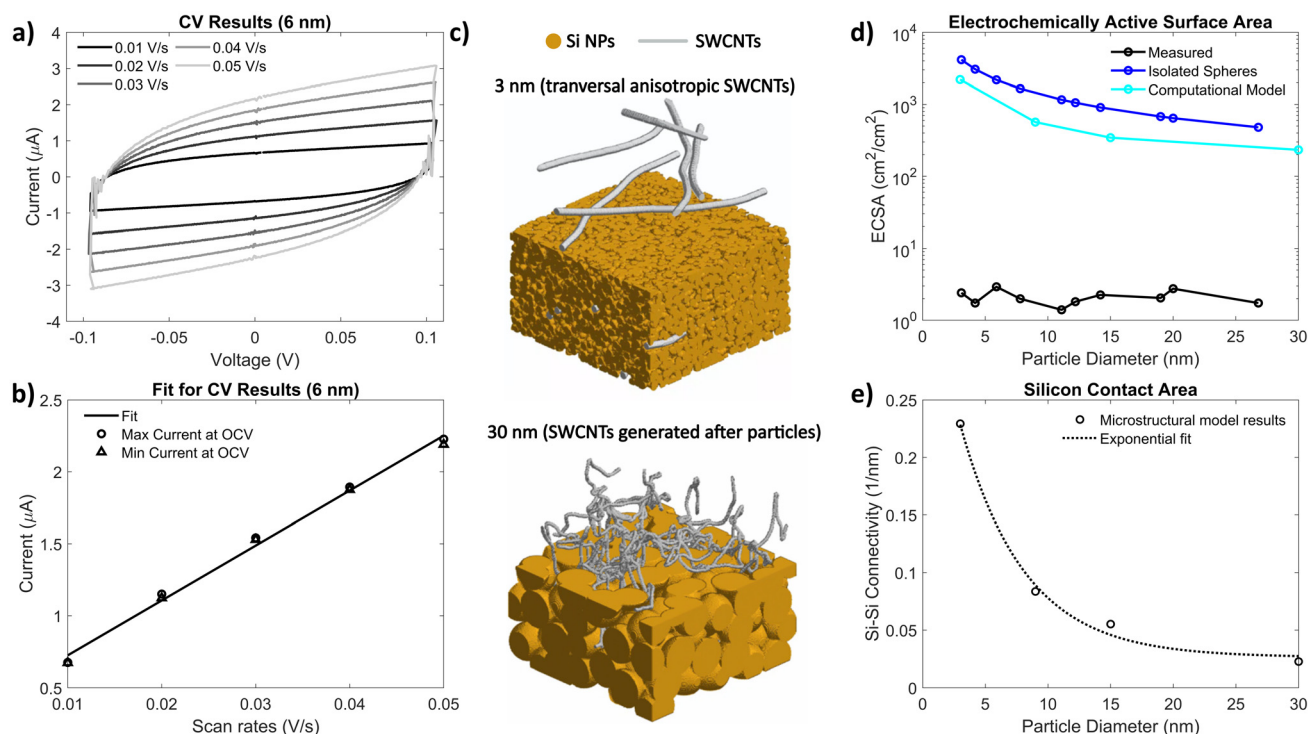 a)
CV Results (6 nm)
0.01 V/s
0.04 V/s
0.02 V/s
0.05 V/s
0.03 V/s
4
3
2
1
0
-1
-2
-3
-4
Current (μA)
-0.1
-0.05
0
0.05
0.1
Voltage (V)
b)
Fit for CV Results (6 nm)
Fit
Max Current at OCV
Min Current at OCV
2.5
2
1.5
1
0.5
Current (μA)
0.01
0.02
0.03
0.04
0.05
Scan rates (V/s)
c)
Si NPs
SWCNTs
3 nm (tranversal anisotropic SWCNTs)
30 nm (SWCNTs generated after particles)
d)
Electrochemically Active Surface Area
Measured
Isolated Spheres
Computational Model
10⁴
10³
10²
10¹
10⁰
ECSA (cm²/cm²)
0
5
10
15
20
25
30
Particle Diameter (nm)
e)
Silicon Contact Area
Microstructural model results
Exponential fit
0.25
0.2
0.15
0.1
0.05
0
Si-Si Connectivity (1/nm)
0
5
10
15
20
25
30
Particle Diameter (nm)